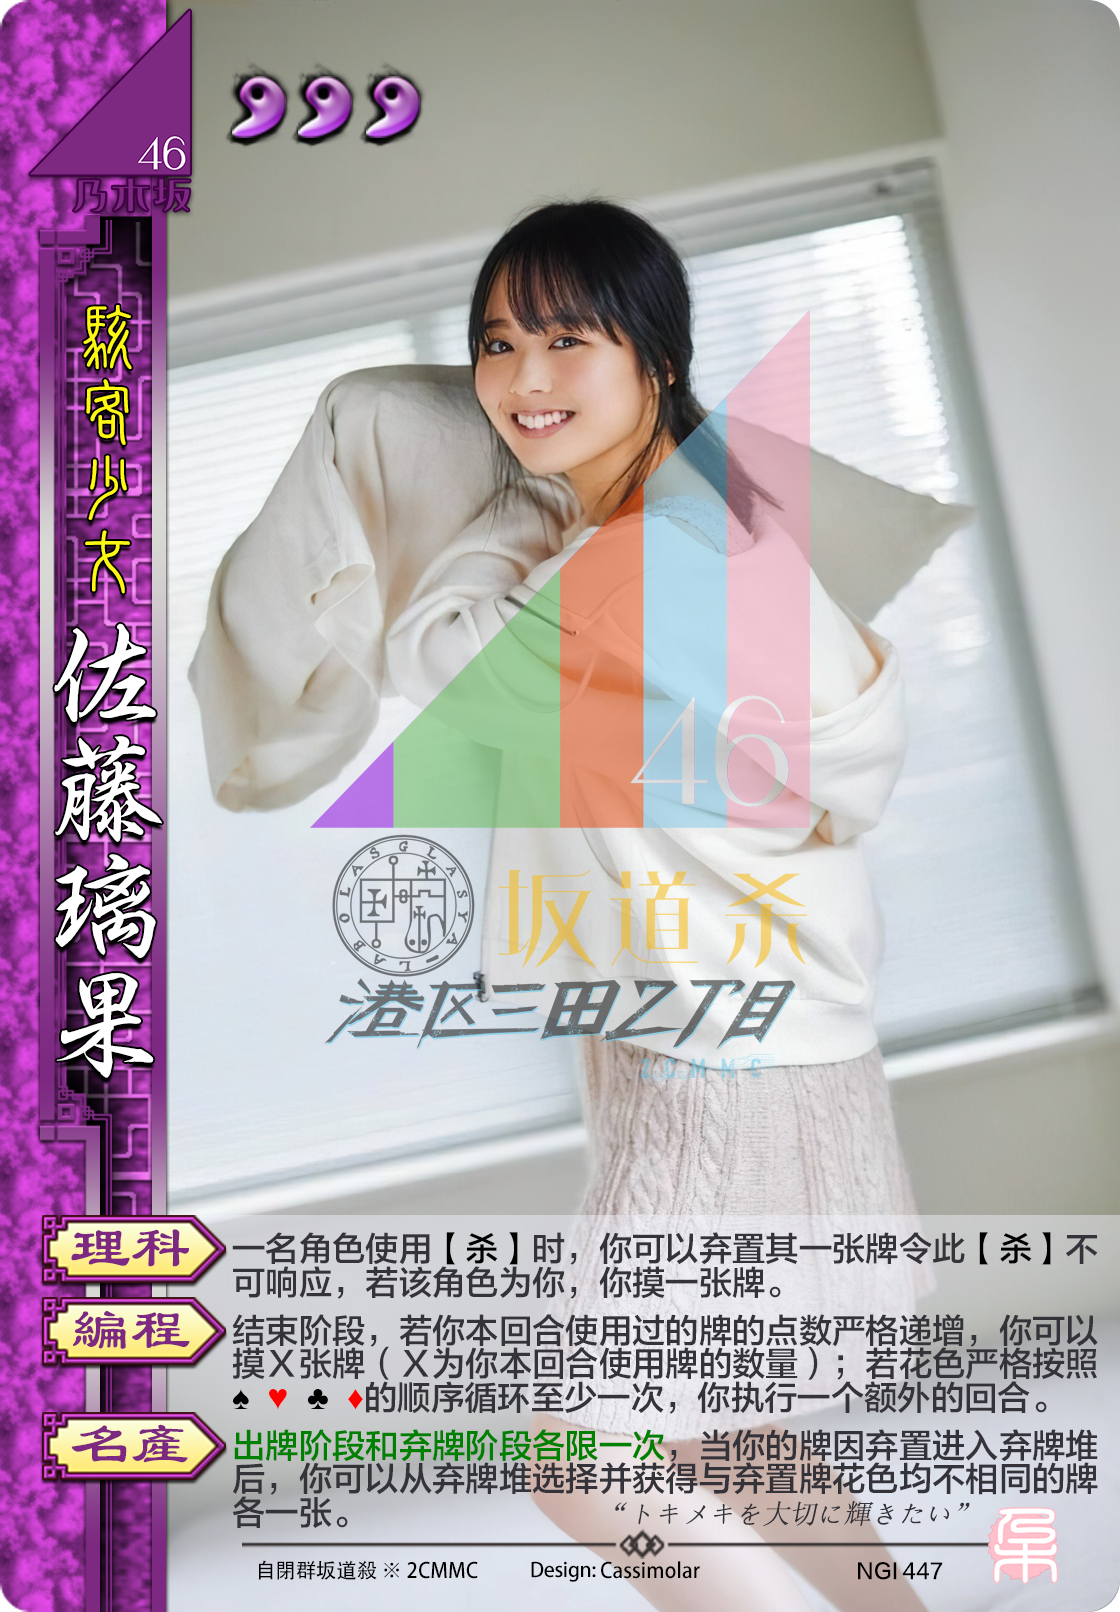 46
乃木坂
駭客少女
佐藤璃果
46
GLASYA LABOLAS
坂道杀
港区三田2丁目
2CMMC
理科
一名角色使用【杀】时，你可以弃置其一张牌令此【杀】不
可响应，若该角色为你，你摸一张牌。
編程
结束阶段，若你本回合使用过的牌的点数严格递增，你可以
摸X张牌（X为你本回合使用牌的数量）；若花色严格按照
♠ ♥ ♣ ♦的顺序循环至少一次，你执行一个额外的回合。
名產
出牌阶段和弃牌阶段各限一次，当你的牌因弃置进入弃牌堆
后，你可以从弃牌堆选择并获得与弃置牌花色均不相同的牌
各一张。
“トキメキを大切に輝きたい”
自閉群坂道殺 ※ 2CMMC
Design: Cassimolar
NGI 447